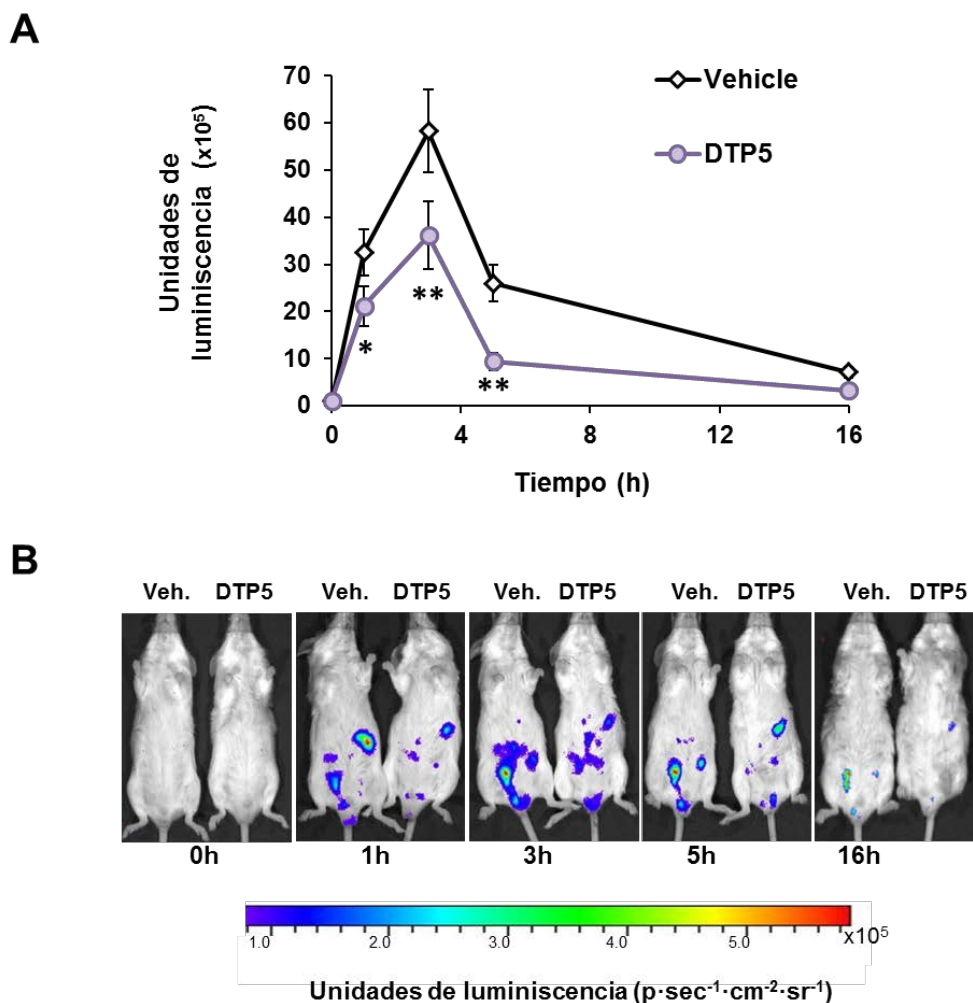 A
Unidades de
luminiscencia (x10⁵)
70
60
50
40
30
20
10
0
Vehicle
DTP5
*
**
**
0 4 8 12 16
Tiempo (h)
B
Veh. DTP5 Veh. DTP5 Veh. DTP5 Veh. DTP5 Veh. DTP5
0h 1h 3h 5h 16h
1.0 2.0 3.0 4.0 5.0 x10⁵
Unidades de luminiscencia (p·sec⁻¹·cm⁻²·sr⁻¹)